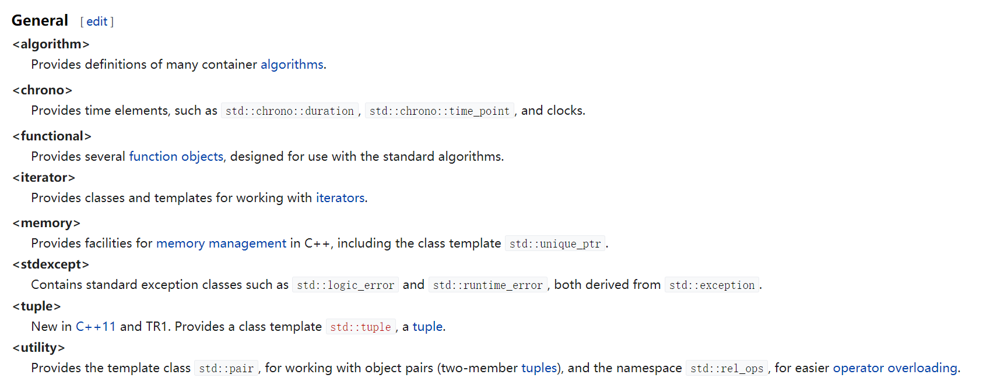 General [ edit ]
<algorithm>
Provides definitions of many container algorithms.
<chrono>
Provides time elements, such as std::chrono::duration, std::chrono::time_point, and clocks.
<functional>
Provides several function objects, designed for use with the standard algorithms.
<iterator>
Provides classes and templates for working with iterators.
<memory>
Provides facilities for memory management in C++, including the class template std::unique_ptr.
<stdexcept>
Contains standard exception classes such as std::logic_error and std::runtime_error, both derived from std::exception.
<tuple>
New in C++11 and TR1. Provides a class template std::tuple, a tuple.
<utility>
Provides the template class std::pair, for working with object pairs (two-member tuples), and the namespace std::rel_ops, for easier operator overloading.